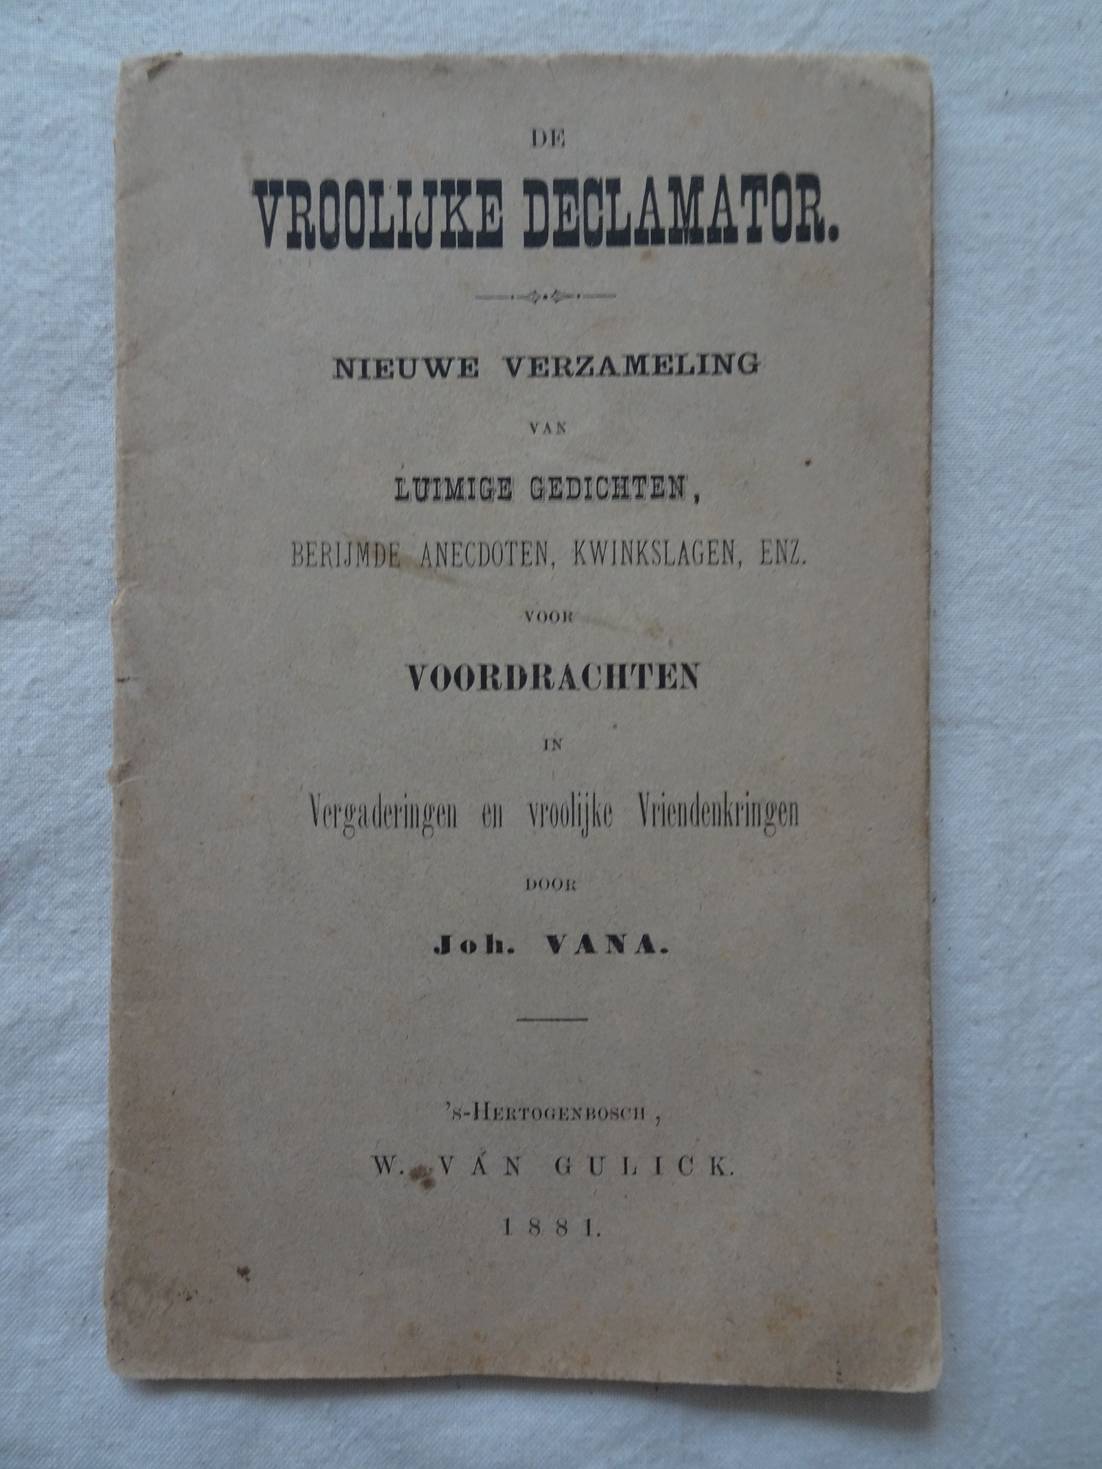 DE
VROOLIJKE DECLAMATOR.
NIEUWE VERZAMELING
VAN
LUIMIGE GEDICHTEN,
BERIJMDE ANECDOTEN, KWINKSLAGEN, ENZ.
VOOR
VOORDRACHTEN
IN
Vergaderingen en vroolijke Vriendenkringen
DOOR
Joh. VANA.
's-HERTOGENBOSCH,
W. VAN GULICK.
1881.